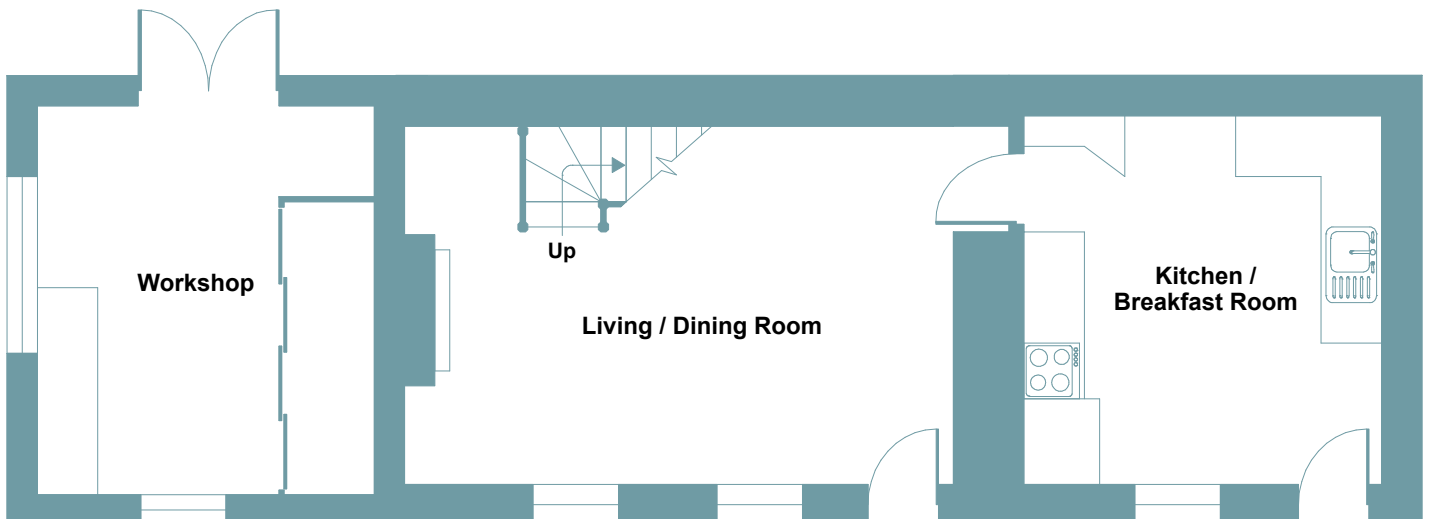 Workshop
Up
Living / Dining Room
Kitchen /
Breakfast Room